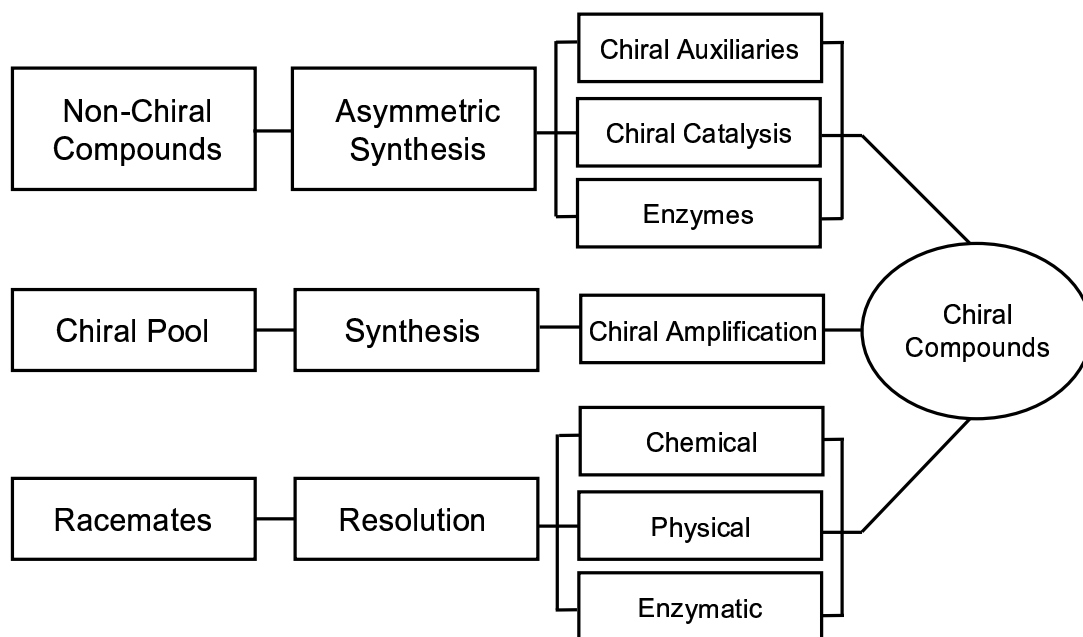 Non-Chiral
Compounds
Asymmetric
Synthesis
Chiral Auxiliaries
Chiral Catalysis
Enzymes
Chiral Pool
Synthesis
Chiral Amplification
Chiral
Compounds
Racemates
Resolution
Chemical
Physical
Enzymatic